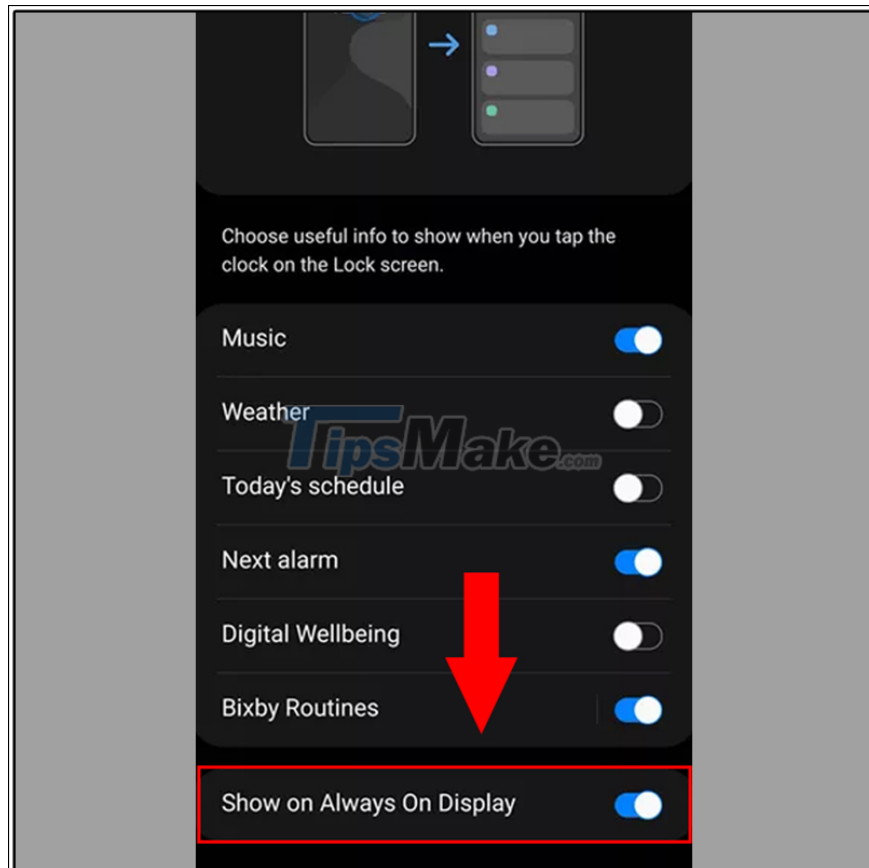 Choose useful info to show when you tap the
clock on the Lock screen.
Music
Weather
TipsMake.com
Today's schedule
Next alarm
Digital Wellbeing
Bixby Routines
Show on Always On Display